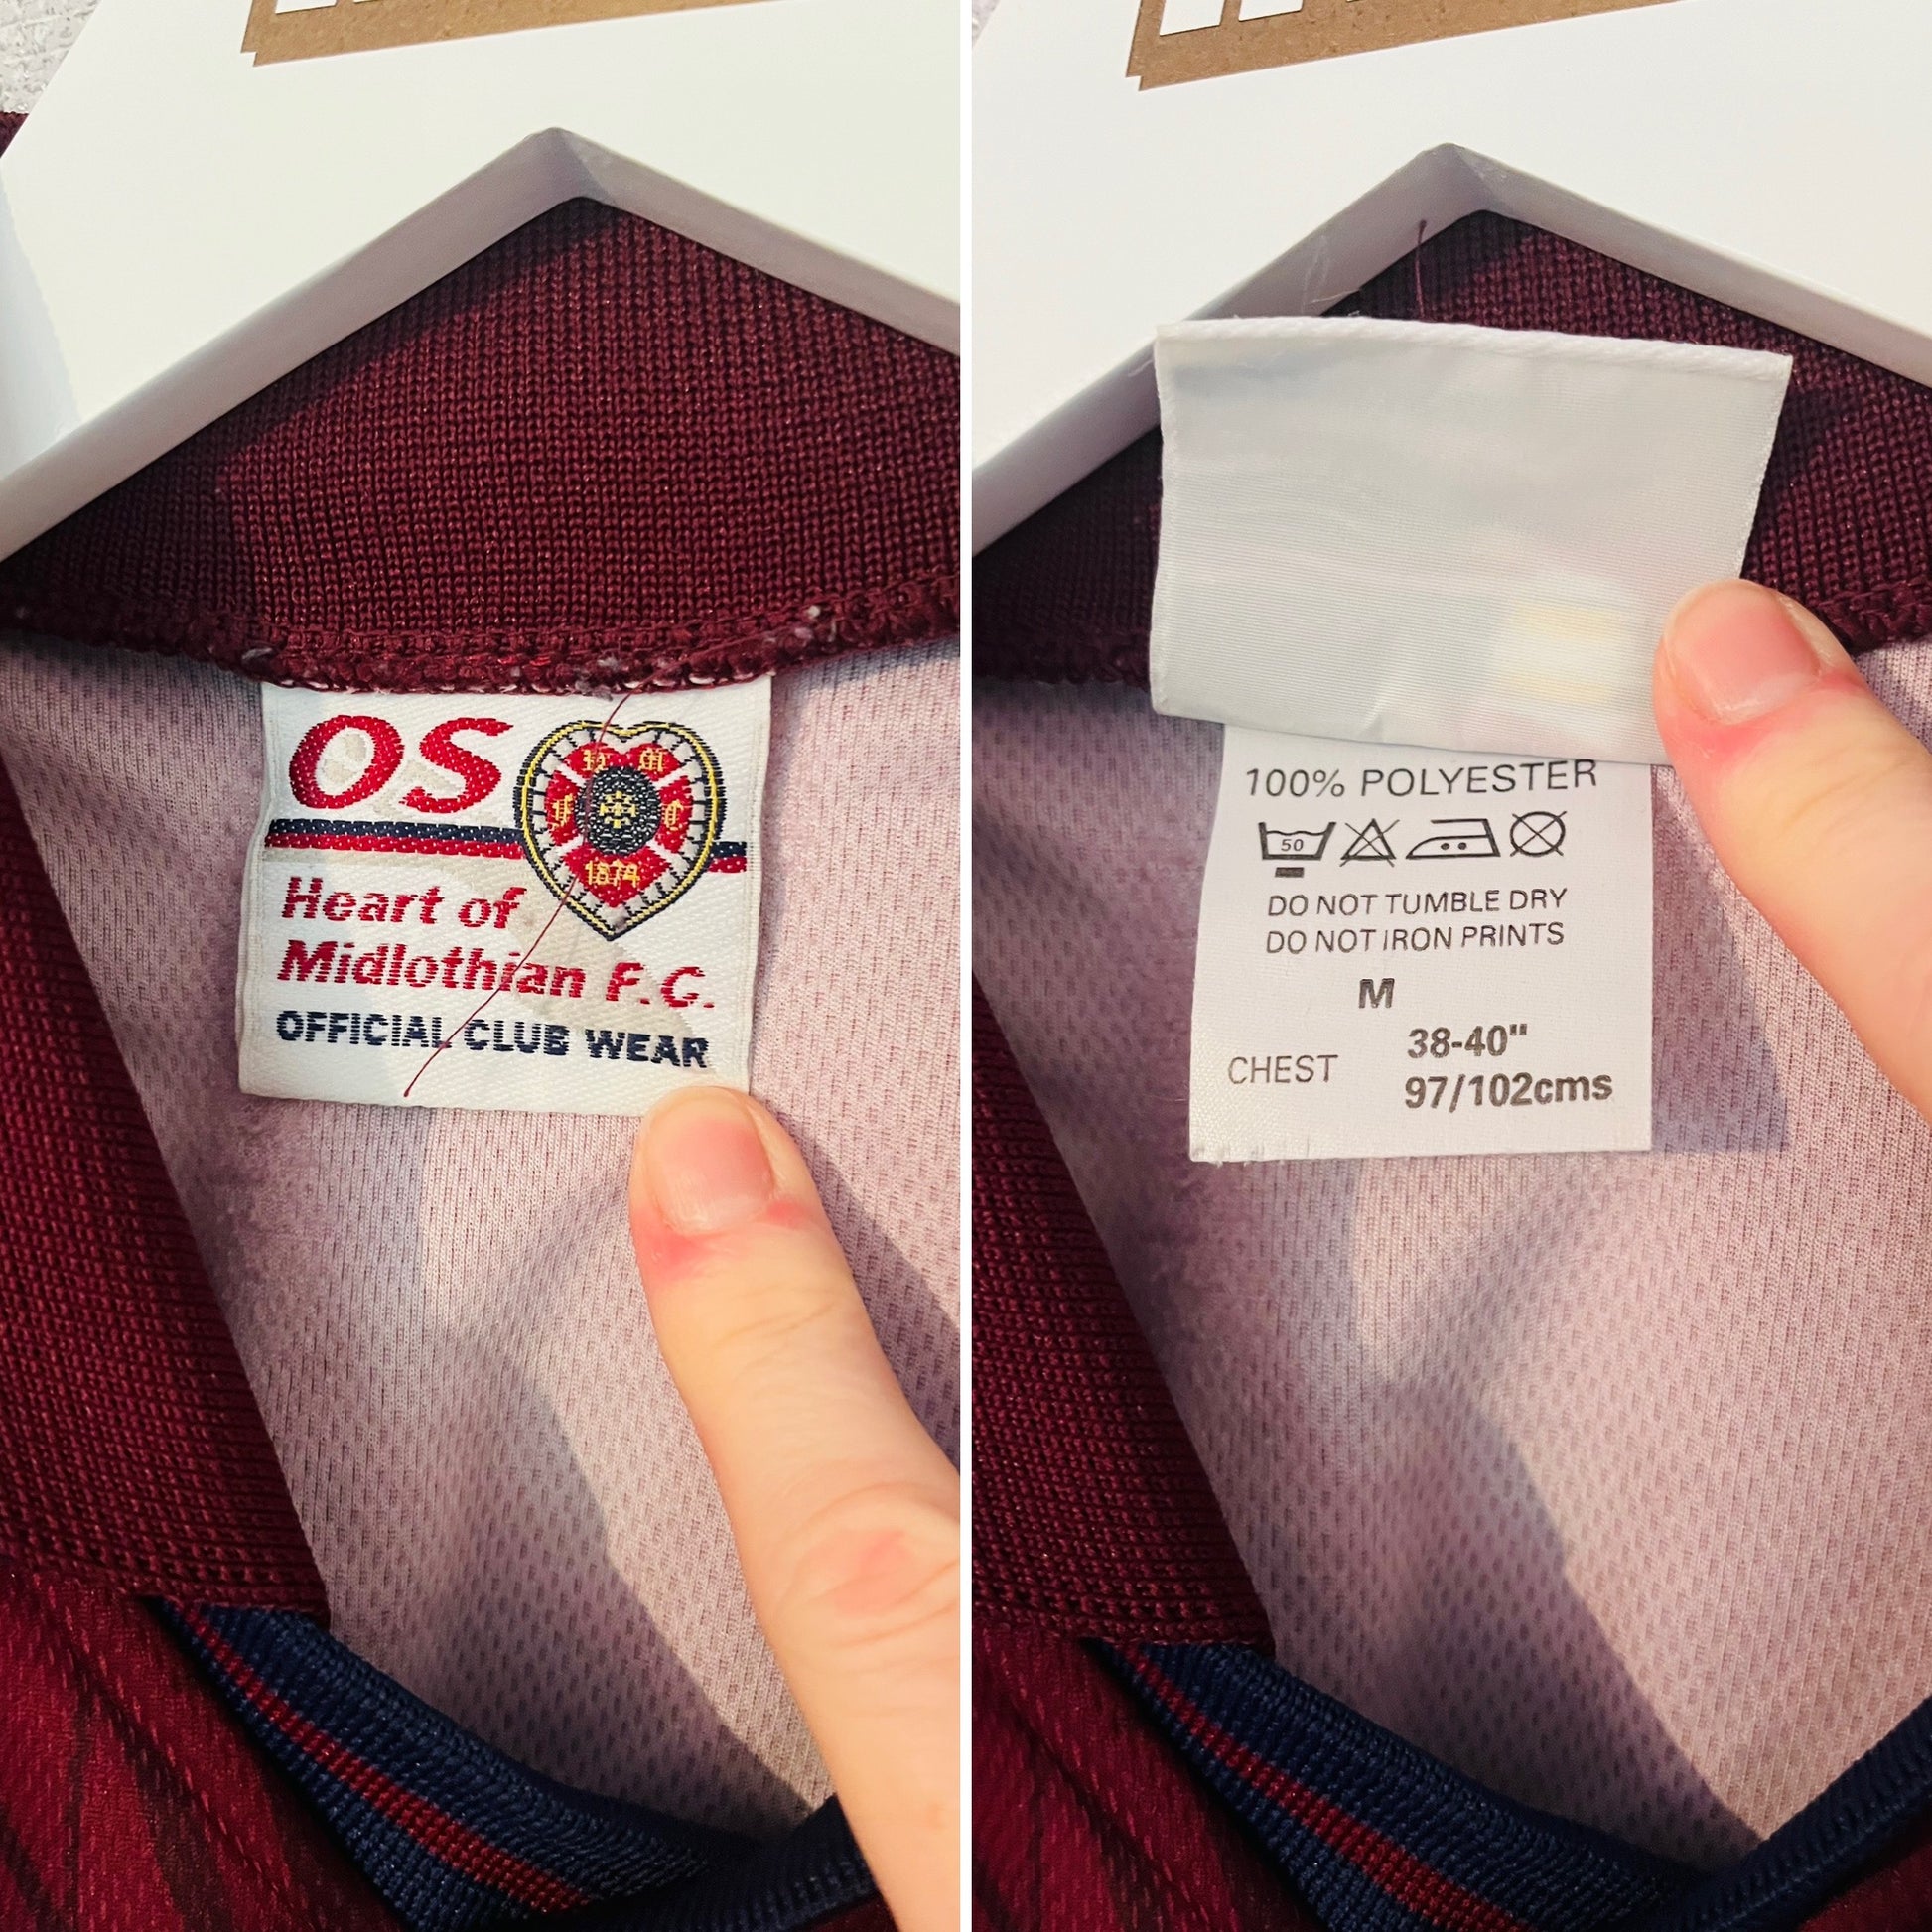 OS
H M
F C
1874
Heart of
Midlothian F.C.
OFFICIAL CLUB WEAR
100% POLYESTER
50
DO NOT TUMBLE DRY
DO NOT IRON PRINTS
M
CHEST
38-40"
97/102cms